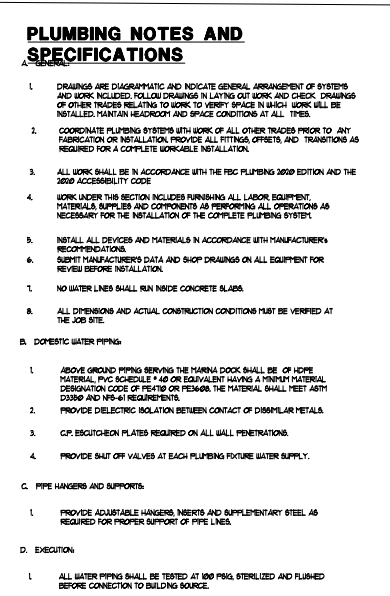 PLUMBING NOTES AND
SPECIFICATIONS
A. GENERAL:
1. DRAWINGS ARE DIAGRAMMATIC AND INDICATE GENERAL ARRANGEMENT OF SYSTEMS
AND WORK INCLUDED. FOLLOW DRAWINGS IN LAYING OUT WORK AND CHECK DRAWINGS
OF OTHER TRADES RELATING TO WORK TO VERIFY SPACE IN WHICH WORK WILL BE
INSTALLED. MAINTAIN HEADROOM AND SPACE CONDITIONS AT ALL TIMES.
2. COORDINATE PLUMBING SYSTEMS WITH WORK OF ALL OTHER TRADES PRIOR TO ANY
FABRICATION OR INSTALLATION. PROVIDE ALL FITTINGS, OFFSETS, AND TRANSITIONS AS
REQUIRED FOR A COMPLETE WORKABLE INSTALLATION.
3. ALL WORK SHALL BE IN ACCORDANCE WITH THE FBC PLUMBING 2020 EDITION AND THE
2020 ACCESSIBILITY CODE
4. WORK UNDER THIS SECTION INCLUDES FURNISHING ALL LABOR, EQUIPMENT,
MATERIALS, SUPPLIES AND COMPONENTS AS PERFORMING ALL OPERATIONS AS
NECESSARY FOR THE INSTALLATION OF THE COMPLETE PLUMBING SYSTEM.
5. INSTALL ALL DEVICES AND MATERIALS IN ACCORDANCE WITH MANUFACTURER's
RECOMMENDATIONS.
6. SUBMIT MANUFACTURER'S DATA AND SHOP DRAWINGS ON ALL EQUIPMENT FOR
REVIEW BEFORE INSTALLATION.
7. NO WATER LINES SHALL RUN INSIDE CONCRETE SLABS.
8. ALL DIMENSIONS AND ACTUAL CONSTRUCTION CONDITIONS MUST BE VERIFIED AT
THE JOB SITE.
B. DOMESTIC WATER PIPING:
1. ABOVE GROUND PIPING SERVING THE MARINA DOCK SHALL BE OF HDPE
MATERIAL, PVC SCHEDULE # 40 OR EQUIVALENT HAVING A MINIMUM MATERIAL
DESIGNATION CODE OF PE4710 OR PE3608. THE MATERIAL SHALL MEET ASTM
D3350 AND NFS-61 REQUIREMENTS.
2. PROVIDE DIELECTRIC ISOLATION BETWEEN CONTACT OF DISSIMILAR METALS.
3. C.P. ESCUTCHEON PLATES REQUIRED ON ALL WALL PENETRATIONS.
4. PROVIDE SHUT OFF VALVES AT EACH PLUMBING FIXTURE WATER SUPPLY.
C. PIPE HANGERS AND SUPPORTS:
1. PROVIDE ADJUSTABLE HANGERS, INSERTS AND SUPPLEMENTARY STEEL AS
REQUIRED FOR PROPER SUPPORT OF PIPE LINES.
D. EXECUTION:
1. ALL WATER PIPING SHALL BE TESTED AT 100 PSIG, STERILIZED AND FLUSHED
BEFORE CONNECTION TO BUILDING SOURCE.